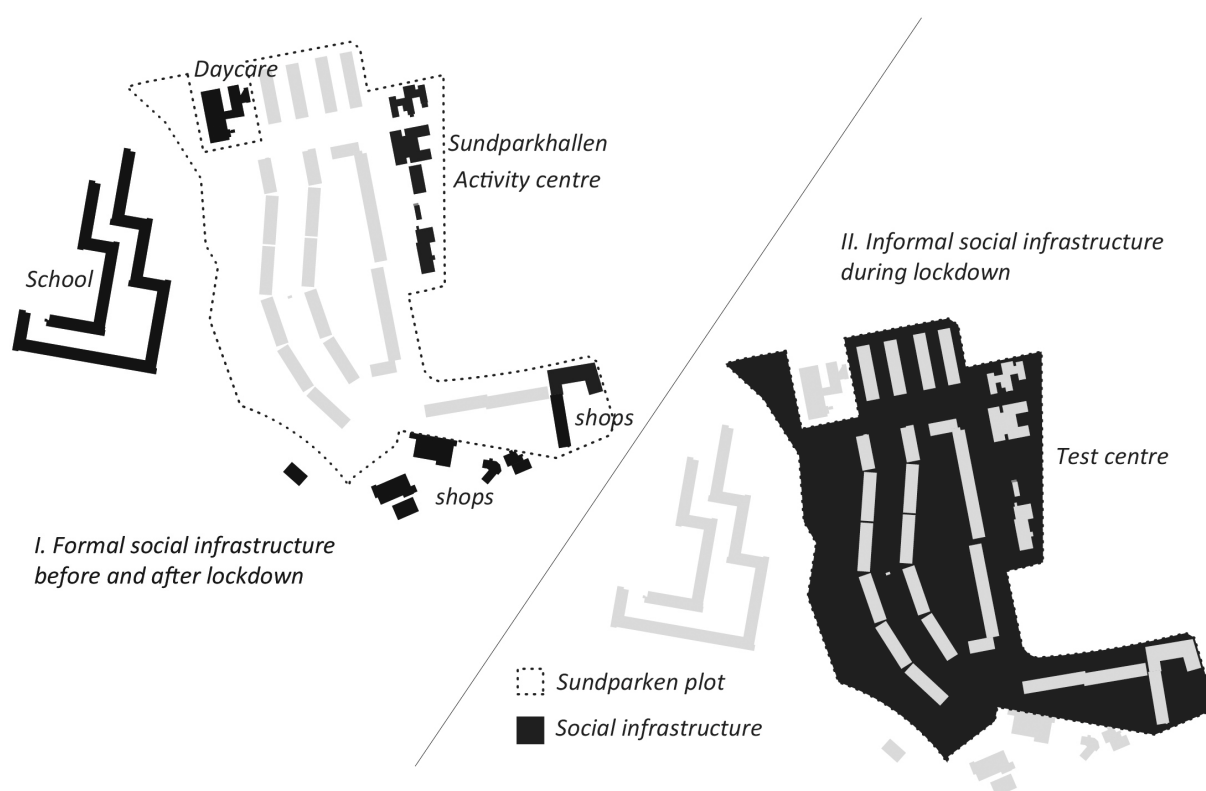 Daycare
Sundparkhallen
Activity centre
School
shops
shops
I. Formal social infrastructure
before and after lockdown
II. Informal social infrastructure
during lockdown
Test centre
Sundparken plot
Social infrastructure